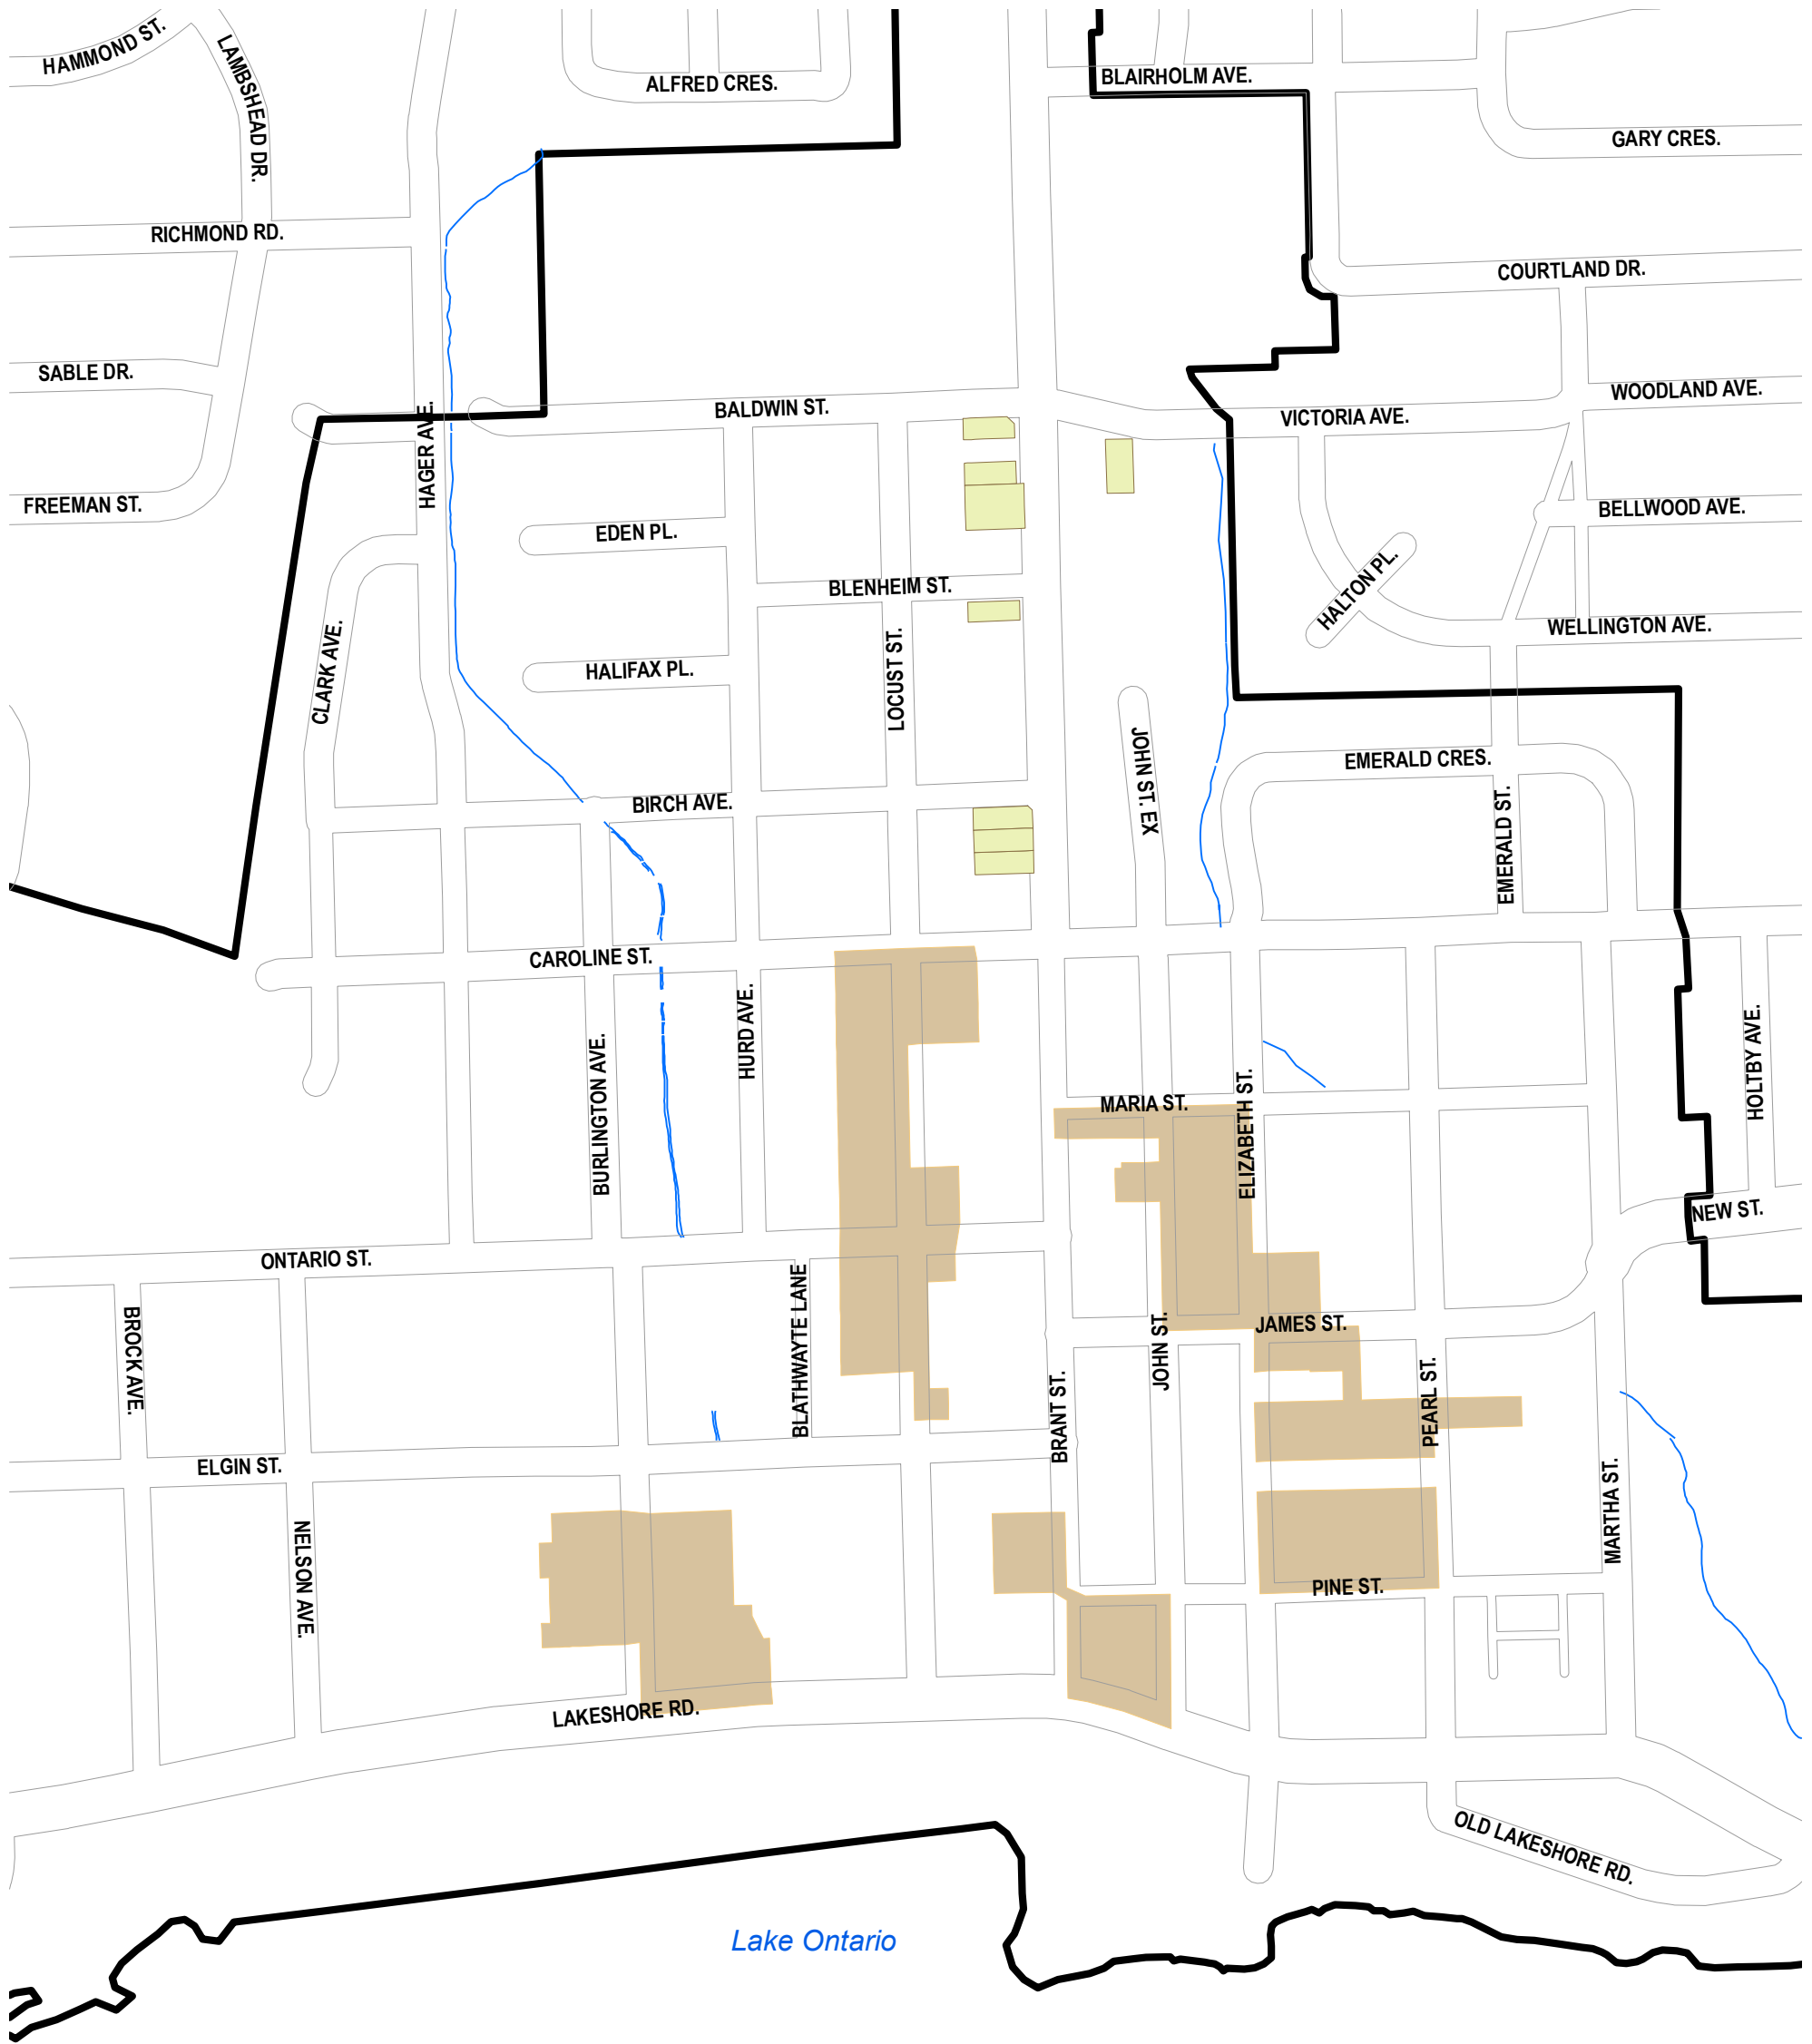 HAMMOND ST.
LAMBSHEAD DR.
ALFRED CRES.
BLAIRHOLM AVE.
GARY CRES.
RICHMOND RD.
COURTLAND DR.
SABLE DR.
WOODLAND AVE.
BALDWIN ST.
VICTORIA AVE.
HAGER AVE.
FREEMAN ST.
BELLWOOD AVE.
EDEN PL.
HALTON PL.
BLENHEIM ST.
WELLINGTON AVE.
CLARK AVE.
HALIFAX PL.
LOCUST ST.
JOHN ST. EX
EMERALD CRES.
BIRCH AVE.
EMERALD ST.
CAROLINE ST.
HURD AVE.
BURLINGTON AVE.
MARIA ST.
ELIZABETH ST.
HOLTBY AVE.
NEW ST.
ONTARIO ST.
BROCK AVE.
BLATHWAYTE LANE
JAMES ST.
JOHN ST.
BRANT ST.
PEARL ST.
ELGIN ST.
MARTHA ST.
NELSON AVE.
PINE ST.
LAKESHORE RD.
OLD LAKESHORE RD.
Lake Ontario